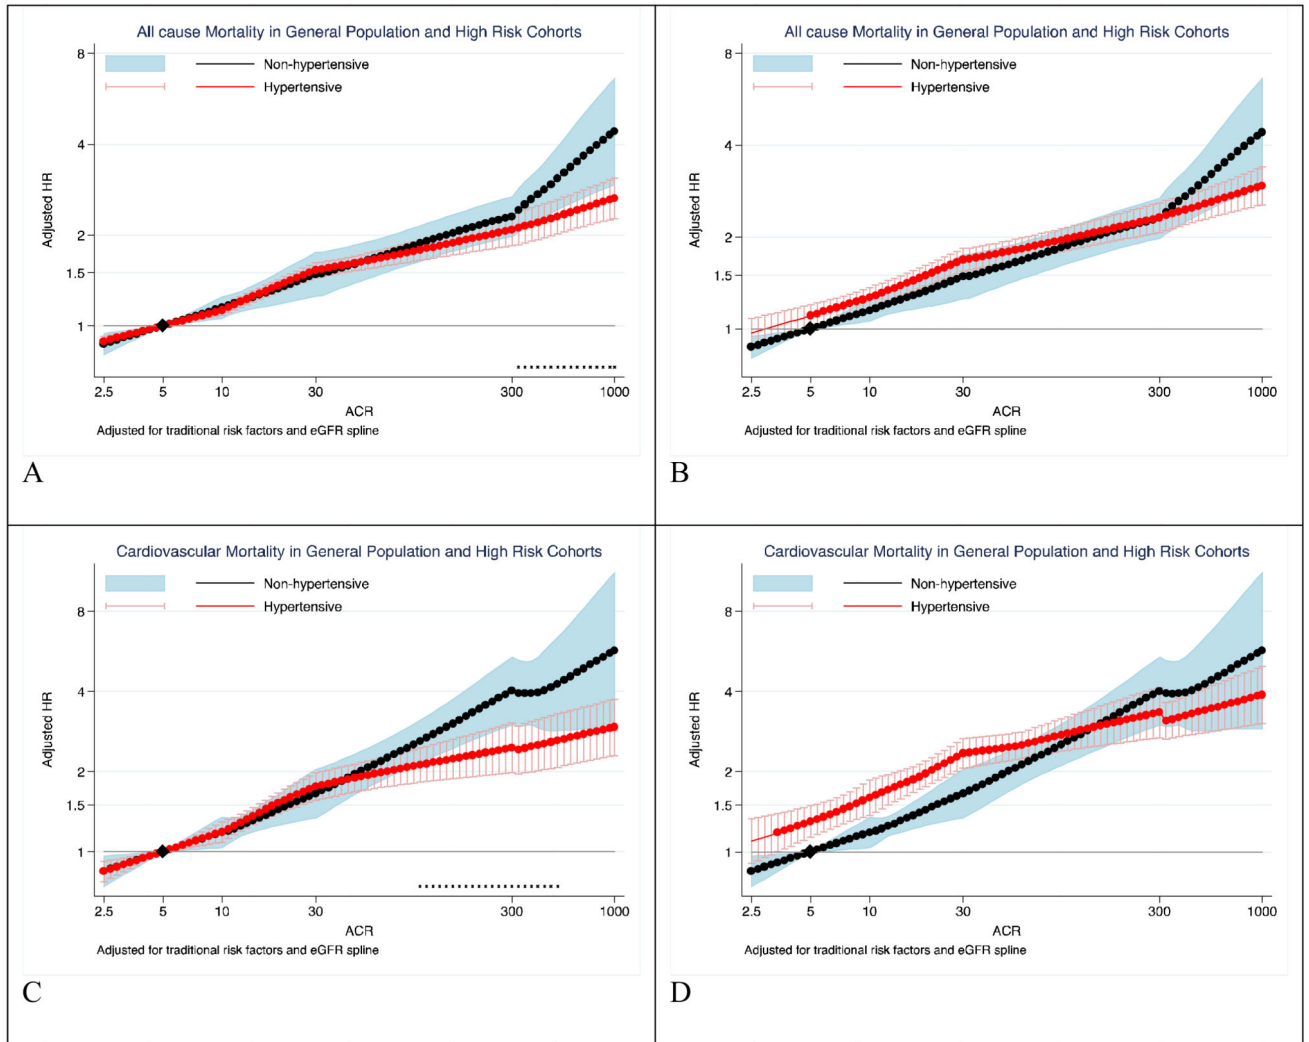 All cause Mortality in General Population and High Risk Cohorts
8
4
2
1.5
1
Adjusted HR
Non-hypertensive
Hypertensive
2.5 5 10 30 300 1000
ACR
Adjusted for traditional risk factors and eGFR spline
A
All cause Mortality in General Population and High Risk Cohorts
8
4
2
1.5
1
Adjusted HR
Non-hypertensive
Hypertensive
2.5 5 10 30 300 1000
ACR
Adjusted for traditional risk factors and eGFR spline
B
Cardiovascular Mortality in General Population and High Risk Cohorts
8
4
2
1.5
1
Adjusted HR
Non-hypertensive
Hypertensive
2.5 5 10 30 300 1000
ACR
Adjusted for traditional risk factors and eGFR spline
C
Cardiovascular Mortality in General Population and High Risk Cohorts
8
4
2
1.5
1
Adjusted HR
Non-hypertensive
Hypertensive
2.5 5 10 30 300 1000
ACR
Adjusted for traditional risk factors and eGFR spline
D